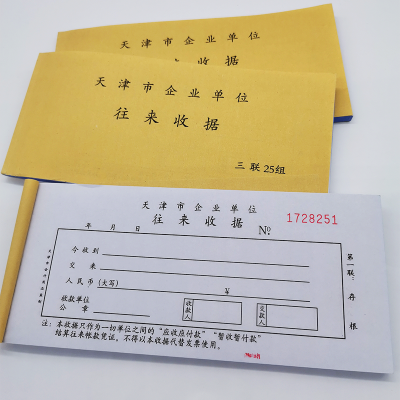 天津市企业单位
往来收据
天津市企业单位
往来收据
三联25组
天津市企业单位
往来收据
№ 1728251
年 月 日
今收到
交来
人民币(大写) ¥
收款单位
公章
收款人
交款人
第一联：存根
注：本收据只作为一切单位之间的“应收应付款”“暂收暂付款”
结算往来帐款凭证，不得以本收据代替发票使用。